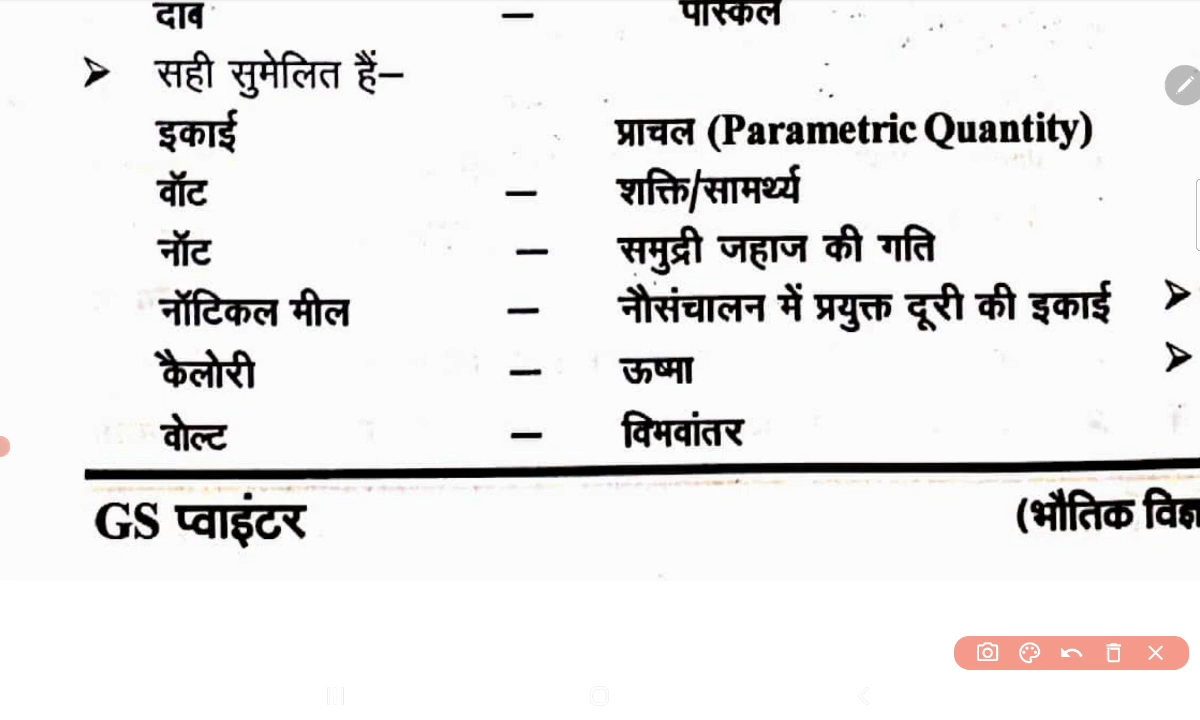 दाब — पास्कल
➤ सही सुमेलित हैं–
इकाई प्राचल (Parametric Quantity)
वॉट — शक्ति/सामर्थ्य
नॉट — समुद्री जहाज की गति
नॉटिकल मील — नौसंचालन में प्रयुक्त दूरी की इकाई
कैलोरी — ऊष्मा
वोल्ट — विभवांतर
GS प्वाइंटर (भौतिक